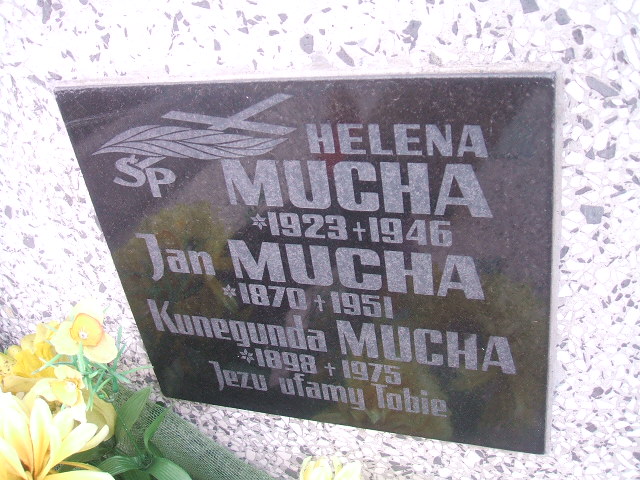 ŚP
HELENA
MUCHA
*1923 + 1946
Jan MUCHA
*1870 + 1951
Kunegunda MUCHA
*1898 + 1975
Jezu ufamy Tobie